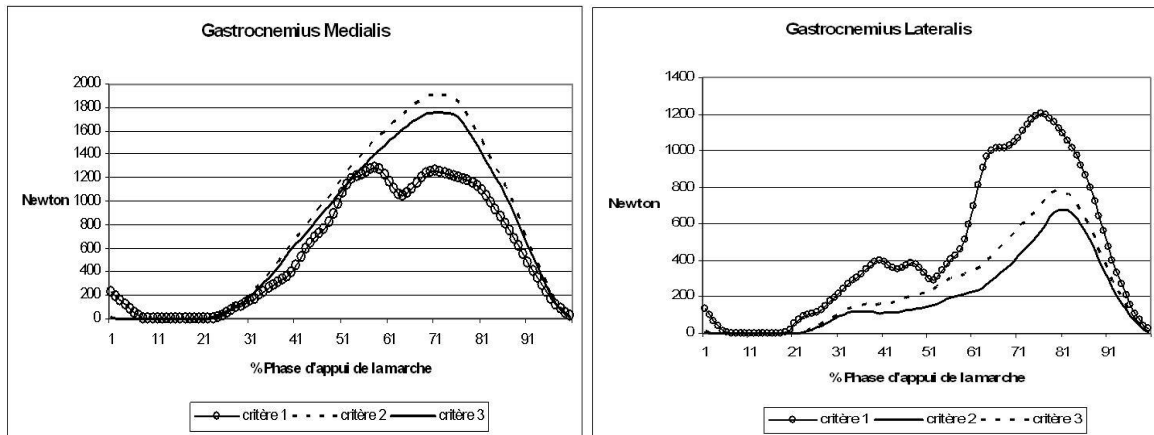 Gastrocnemius Medialis
2000
1800
1600
1400
1200
1000
800
600
400
200
0
Newton
1 11 21 31 41 51 61 71 81 91
% Phase d'appui de la marche
critère 1 critère 2 critère 3
Gastrocnemius Lateralis
1400
1200
1000
800
600
400
200
0
Newton
1 11 21 31 41 51 61 71 81 91
% Phase d'appui de la marche
critère 1 critère 2 critère 3